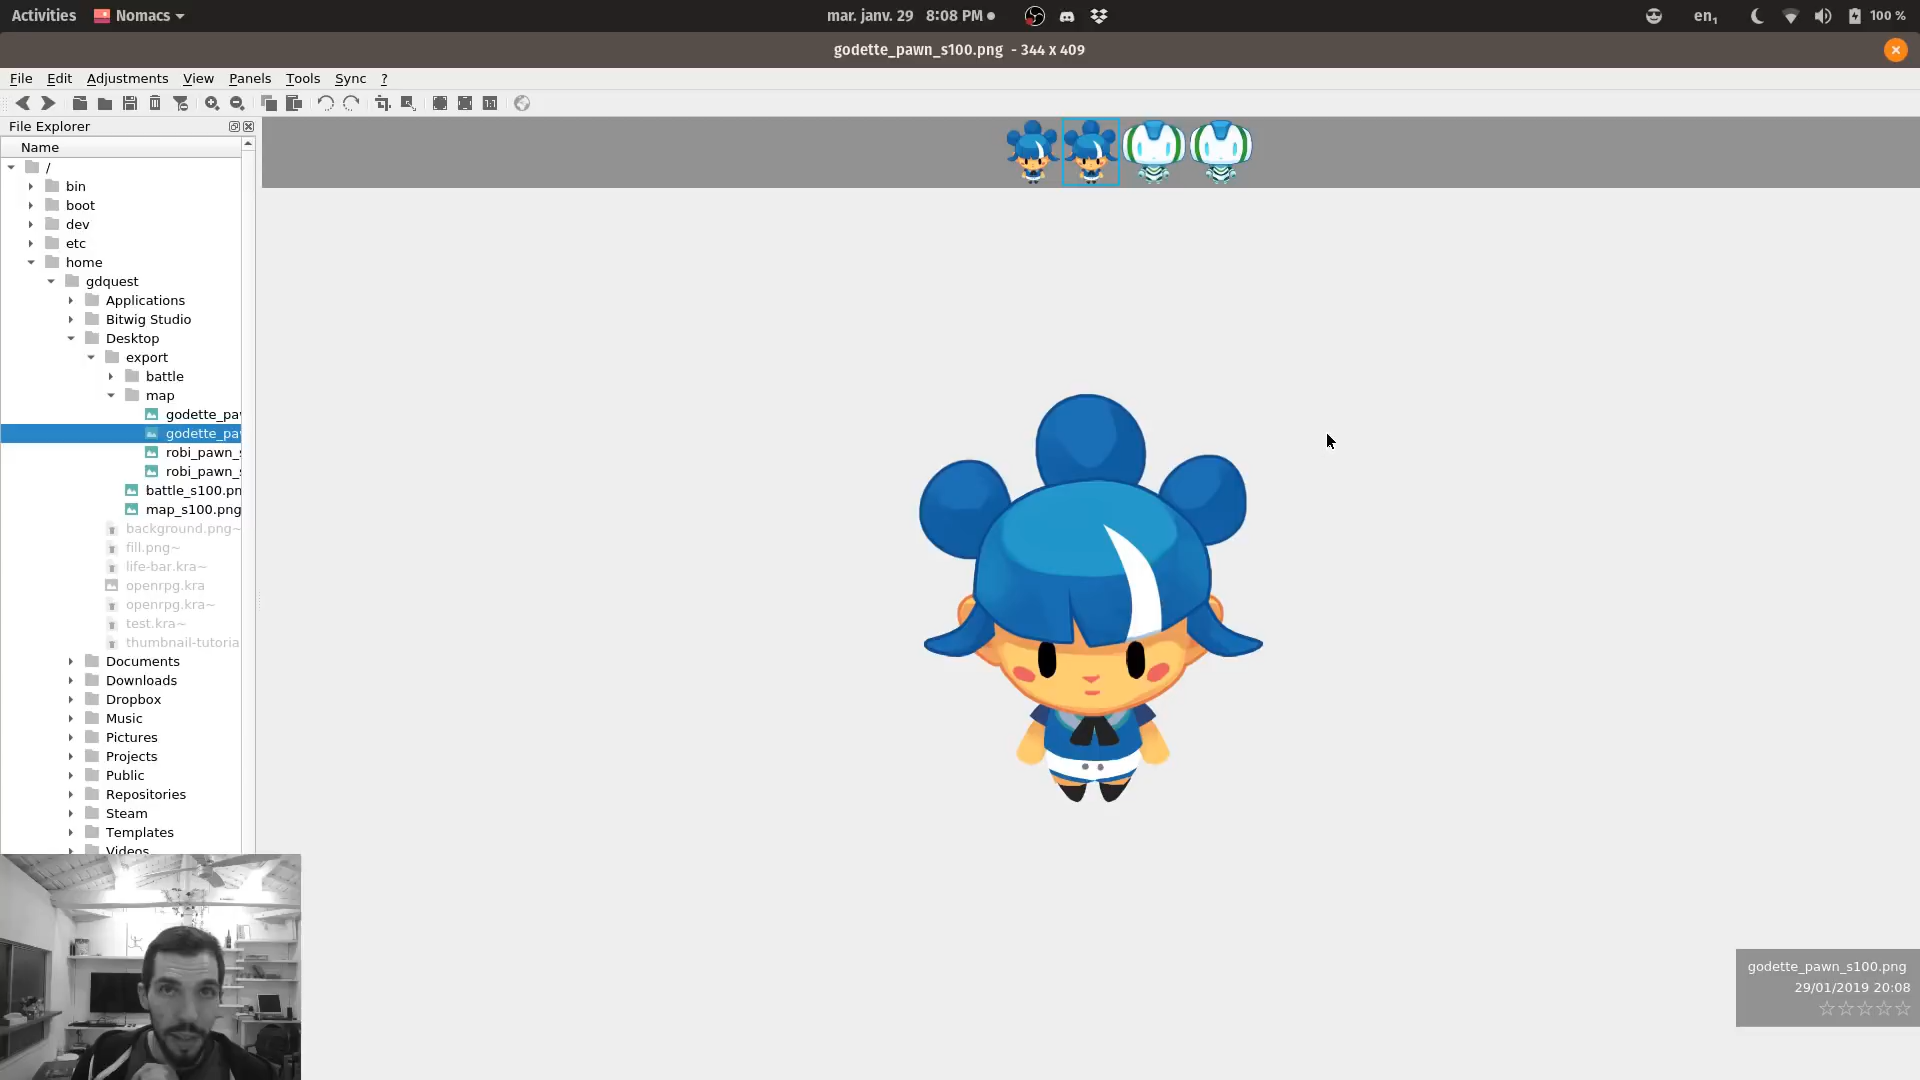 Activities
Nomacs
mar. janv. 29 8:08 PM
en₁
100 %
godette_pawn_s100.png - 344 x 409
File Edit Adjustments View Panels Tools Sync ?
1:1
File Explorer
Name
/
bin
boot
dev
etc
home
gdquest
Applications
Bitwig Studio
Desktop
export
battle
map
godette_pa
godette_pa
robi_pawn_
robi_pawn_
battle_s100.pn
map_s100.png
background.png~
fill.png~
life-bar.kra~
openrpg.kra
openrpg.kra~
test.kra~
thumbnail-tutoria
Documents
Downloads
Dropbox
Music
Pictures
Projects
Public
Repositories
Steam
Templates
Videos
godette_pawn_s100.png
29/01/2019 20:08